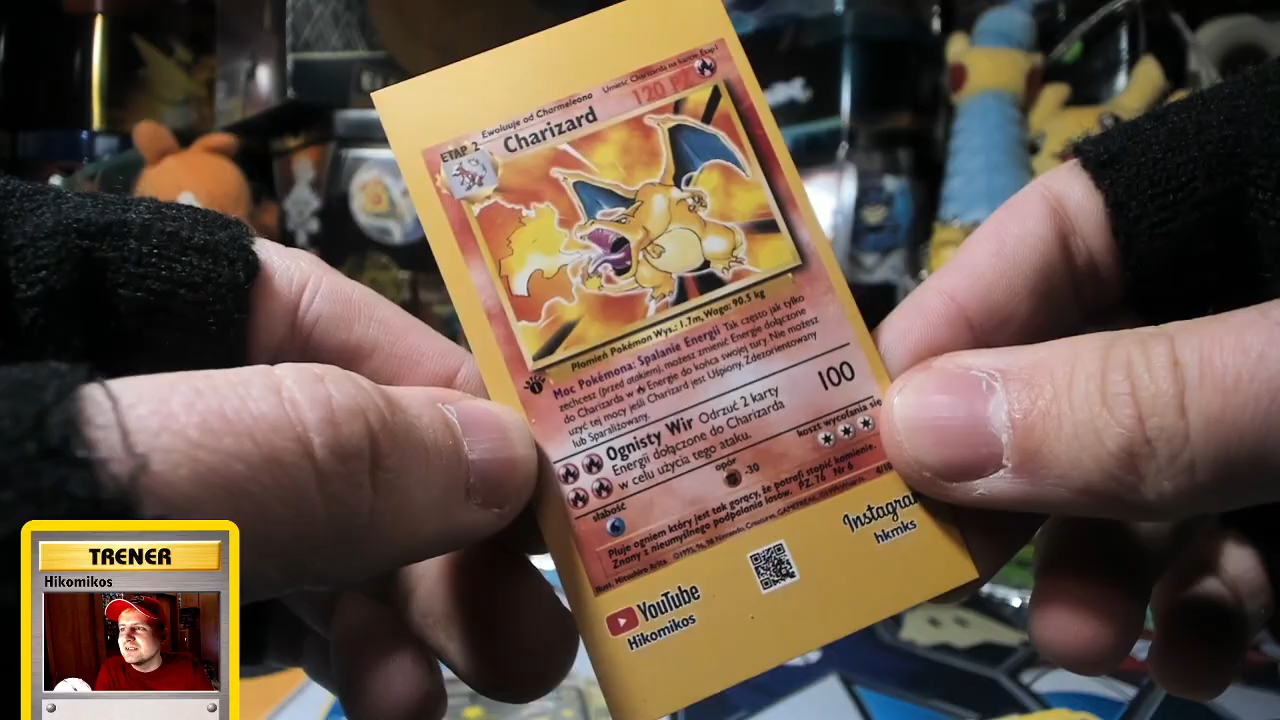 Ewoluuje od Charmeleona
Umieść Charizarda na karcie Etap 1
ETAP 2
Charizard
120 PZ
Płomień Pokémon Wys.: 1.7m, Waga: 90.5 kg
Moc Pokémona: Spalanie Energii Tak często jak tylko
zechcesz (przed atakiem), możesz zmienić Energie dołączone
do Charizarda w Energie do końca swojej tury. Nie możesz
użyć tej mocy jeśli Charizard jest Uśpiony, Zdezorientowany
lub Sparaliżowany.
Ognisty Wir Odrzuć 2 karty
Energii dołączone do Charizarda
w celu użycia tego ataku.
100
słabość
opór
-30
koszt wycofania się
Pluje ogniem który jest tak gorący, że potrafi stopić kamienie.
Znany z nieumyślnego podpalania lasów. PZ.76 Nr 6
Ilust. Mitsuhiro Arita
YouTube
Hikomikos
Instagram
hkmks
TRENER
Hikomikos